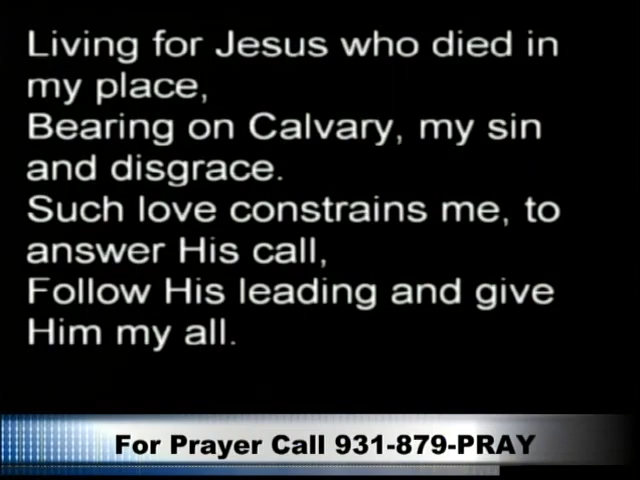 Living for Jesus who died in
my place,
Bearing on Calvary, my sin
and disgrace.
Such love constrains me, to
answer His call,
Follow His leading and give
Him my all.
For Prayer Call 931-879-PRAY